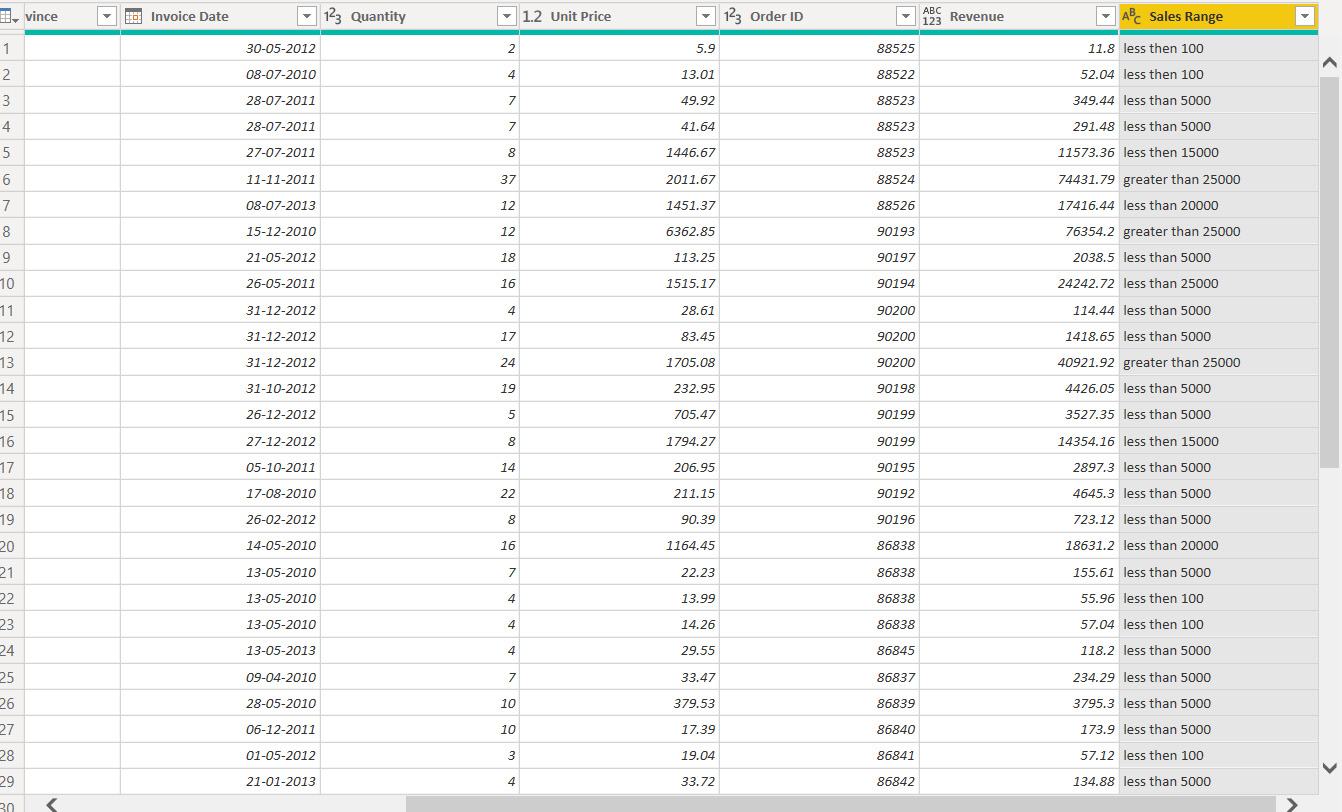 vince Invoice Date 1²3 Quantity 1.2 Unit Price 1²3 Order ID ABC 123 Revenue ABC Sales Range
1 30-05-2012 2 5.9 88525 11.8 less then 100
2 08-07-2010 4 13.01 88522 52.04 less then 100
3 28-07-2011 7 49.92 88523 349.44 less than 5000
4 28-07-2011 7 41.64 88523 291.48 less than 5000
5 27-07-2011 8 1446.67 88523 11573.36 less then 15000
6 11-11-2011 37 2011.67 88524 74431.79 greater than 25000
7 08-07-2013 12 1451.37 88526 17416.44 less than 20000
8 15-12-2010 12 6362.85 90193 76354.2 greater than 25000
9 21-05-2012 18 113.25 90197 2038.5 less than 5000
10 26-05-2011 16 1515.17 90194 24242.72 less than 25000
11 31-12-2012 4 28.61 90200 114.44 less than 5000
12 31-12-2012 17 83.45 90200 1418.65 less than 5000
13 31-12-2012 24 1705.08 90200 40921.92 greater than 25000
14 31-10-2012 19 232.95 90198 4426.05 less than 5000
15 26-12-2012 5 705.47 90199 3527.35 less than 5000
16 27-12-2012 8 1794.27 90199 14354.16 less then 15000
17 05-10-2011 14 206.95 90195 2897.3 less than 5000
18 17-08-2010 22 211.15 90192 4645.3 less than 5000
19 26-02-2012 8 90.39 90196 723.12 less than 5000
20 14-05-2010 16 1164.45 86838 18631.2 less than 20000
21 13-05-2010 7 22.23 86838 155.61 less than 5000
22 13-05-2010 4 13.99 86838 55.96 less then 100
23 13-05-2010 4 14.26 86838 57.04 less then 100
24 13-05-2013 4 29.55 86845 118.2 less than 5000
25 09-04-2010 7 33.47 86837 234.29 less than 5000
26 28-05-2010 10 379.53 86839 3795.3 less than 5000
27 06-12-2011 10 17.39 86840 173.9 less than 5000
28 01-05-2012 3 19.04 86841 57.12 less then 100
29 21-01-2013 4 33.72 86842 134.88 less than 5000
30